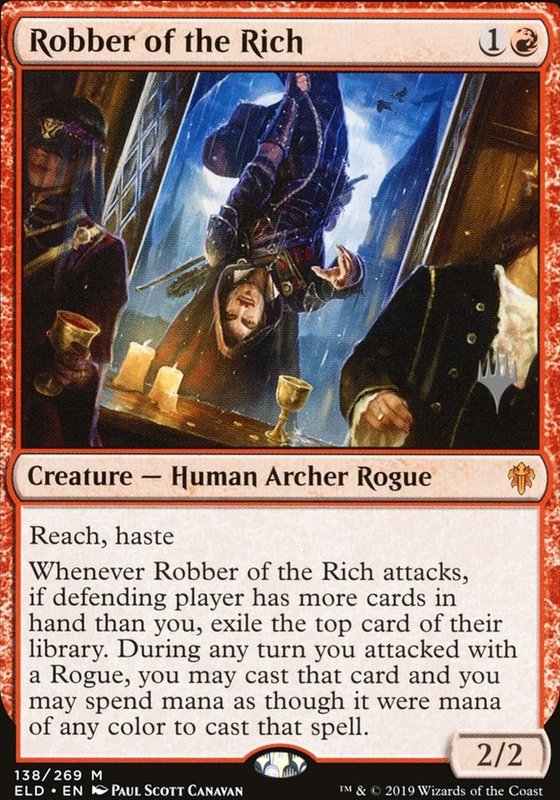 Robber of the Rich 1
Creature — Human Archer Rogue
Reach, haste
Whenever Robber of the Rich attacks,
if defending player has more cards in
hand than you, exile the top card of their
library. During any turn you attacked with
a Rogue, you may cast that card and you
may spend mana as though it were mana
of any color to cast that spell.
2/2
138/269 M
ELD • EN Paul Scott Canavan ™ & © 2019 Wizards of the Coast